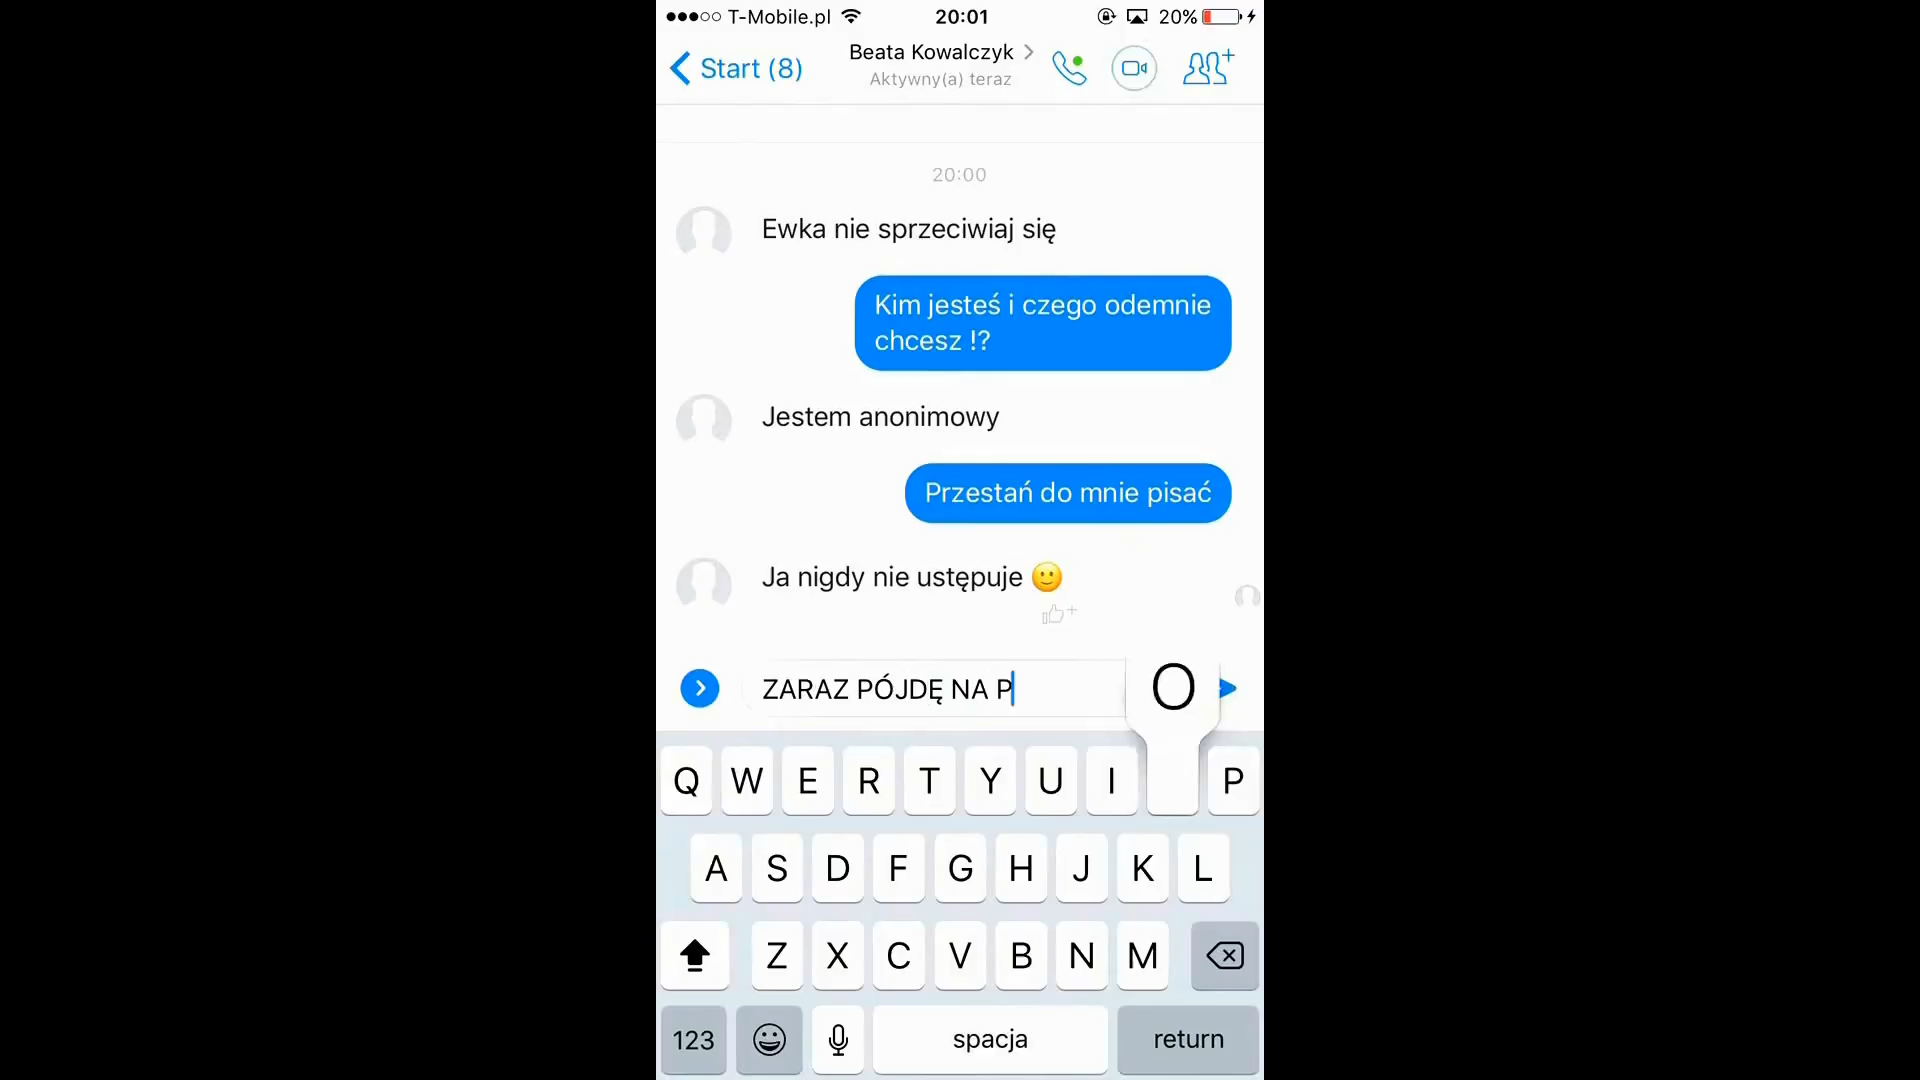 T-Mobile.pl 20:01 20%
Start (8) Beata Kowalczyk
Aktywny(a) teraz
20:00
Ewka nie sprzeciwiaj się
Kim jesteś i czego odemnie
chcesz !?
Jestem anonimowy
Przestań do mnie pisać
Ja nigdy nie ustępuje 🙂
ZARAZ PÓJDĘ NA P
O
Q W E R T Y U I P
A S D F G H J K L
Z X C V B N M
123 spacja return